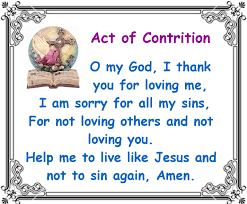 Act of Contrition
O my God, I thank
you for loving me,
I am sorry for all my sins,
For not loving others and not
loving you.
Help me to live like Jesus and
not to sin again, Amen.